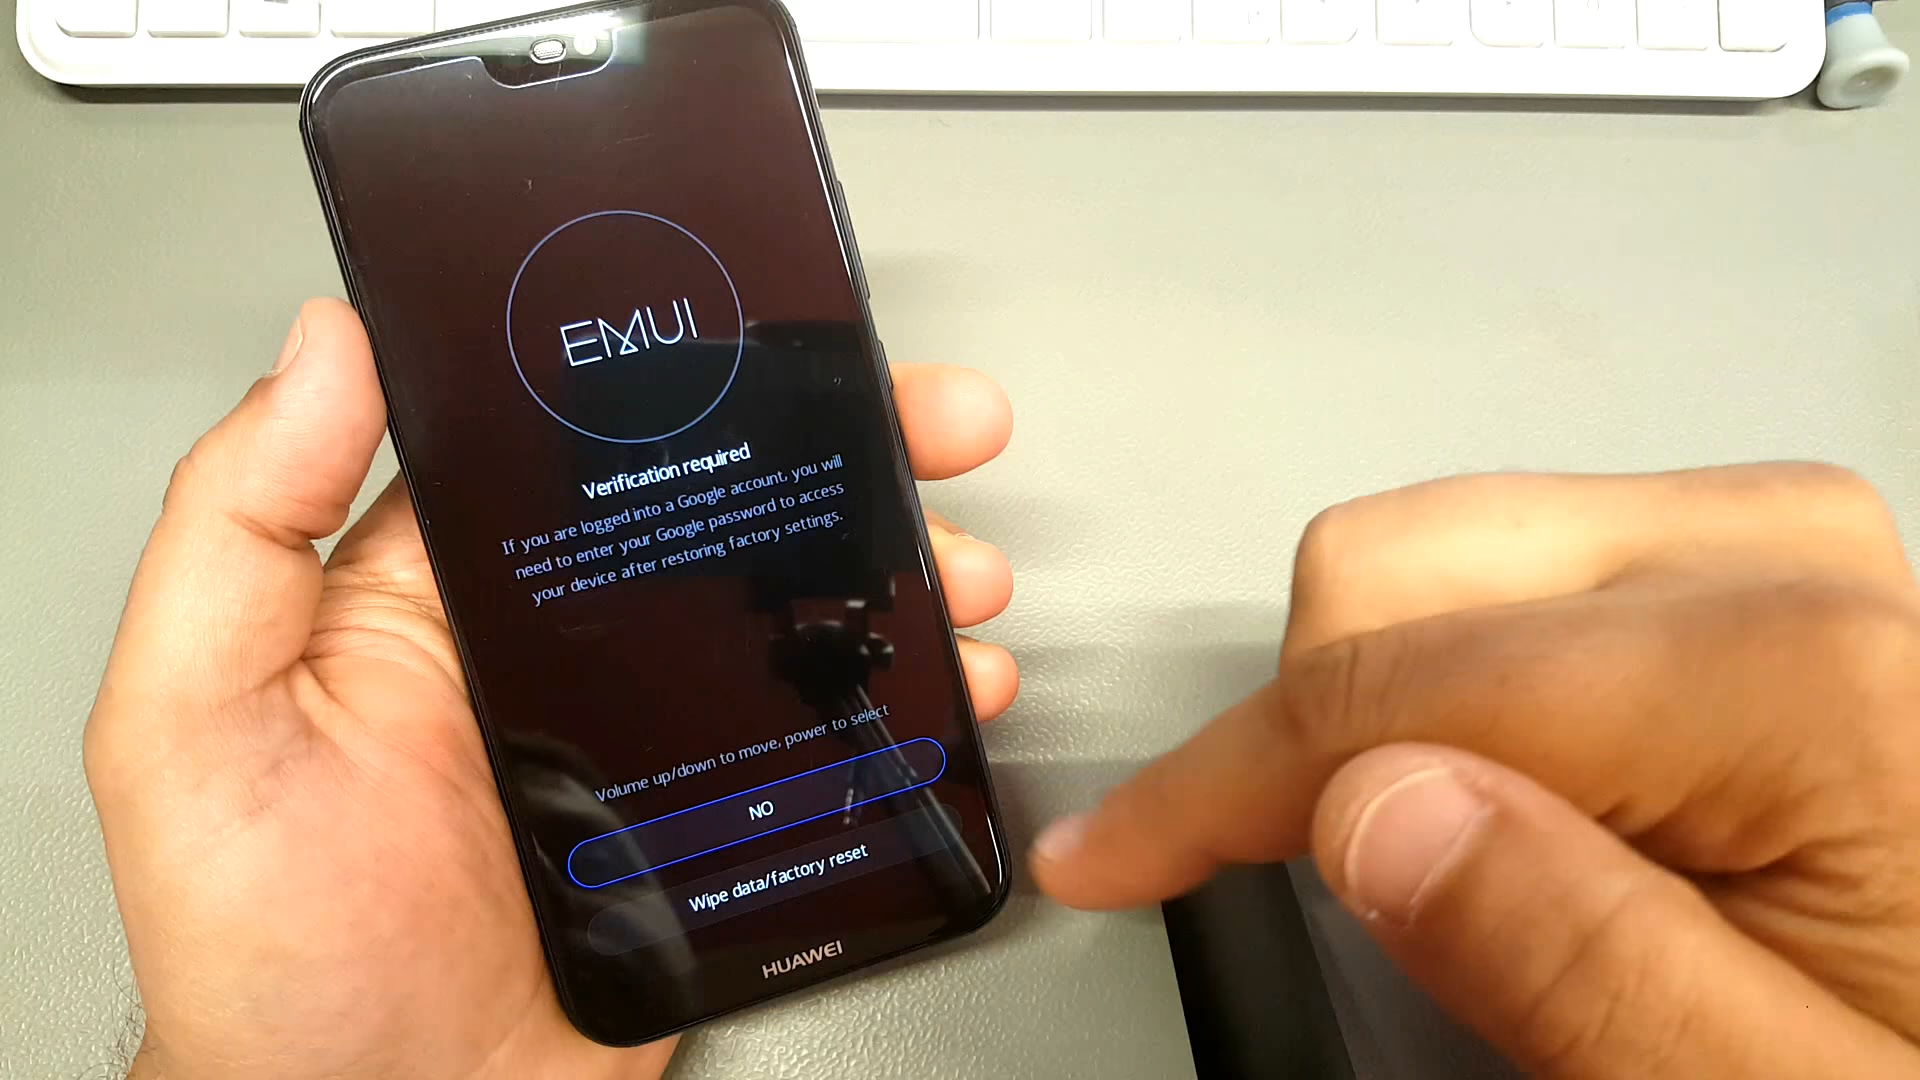 EMUI
Verification required
If you are logged into a Google account, you will
need to enter your Google password to access
your device after restoring factory settings.
Volume up/down to move, power to select
NO
Wipe data/factory reset
HUAWEI